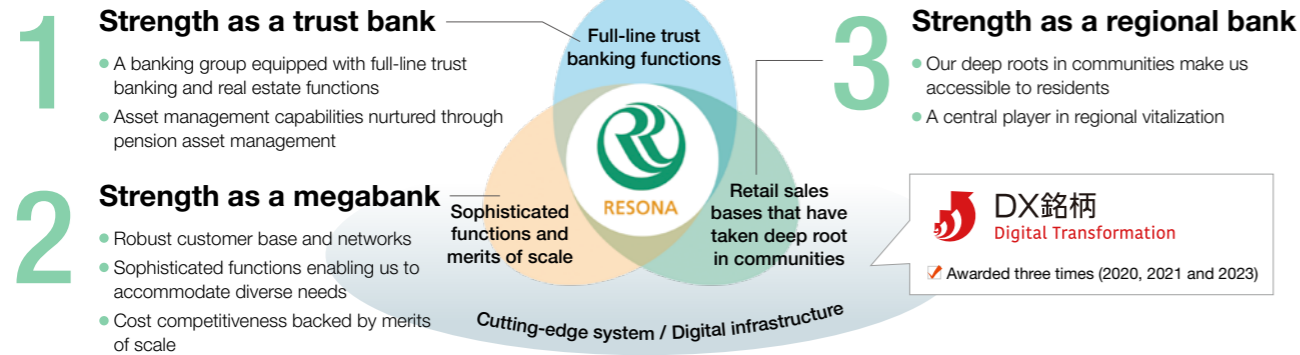 1
Strength as a trust bank
• A banking group equipped with full-line trust
banking and real estate functions
• Asset management capabilities nurtured through
pension asset management
2
Strength as a megabank
• Robust customer base and networks
• Sophisticated functions enabling us to
accommodate diverse needs
• Cost competitiveness backed by merits
of scale
Full-line trust
banking functions
RESONA
Sophisticated
functions and
merits of scale
Retail sales
bases that have
taken deep root
in communities
Cutting-edge system / Digital infrastructure
3
Strength as a regional bank
• Our deep roots in communities make us
accessible to residents
• A central player in regional vitalization
DX銘柄
Digital Transformation
Awarded three times (2020, 2021 and 2023)